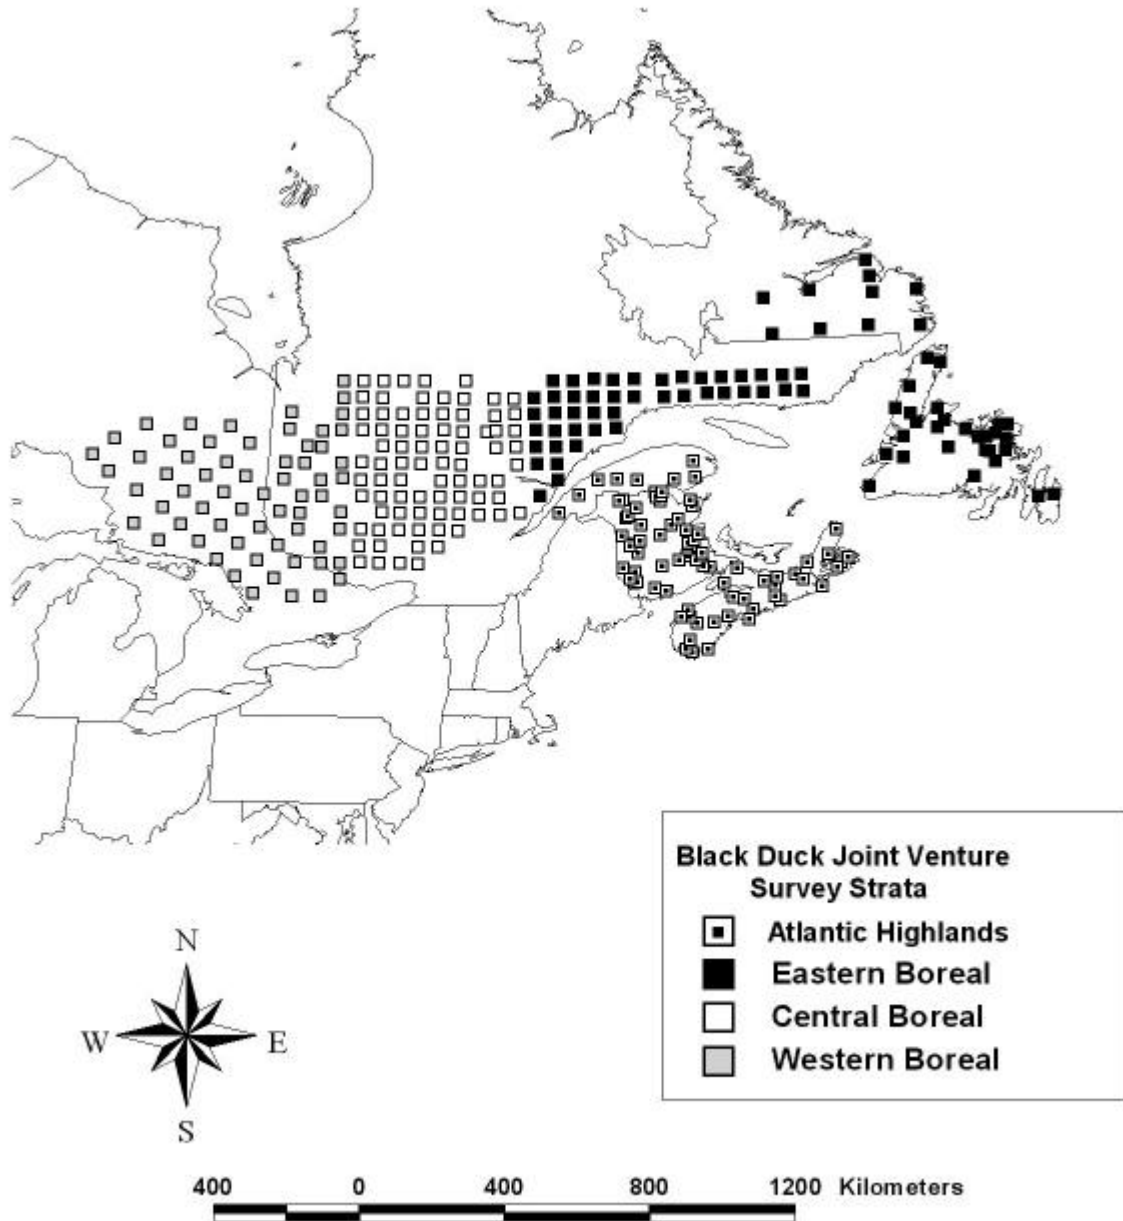 Black Duck Joint Venture
Survey Strata
Atlantic Highlands
Eastern Boreal
Central Boreal
Western Boreal
N
W E
S
400 0 400 800 1200 Kilometers